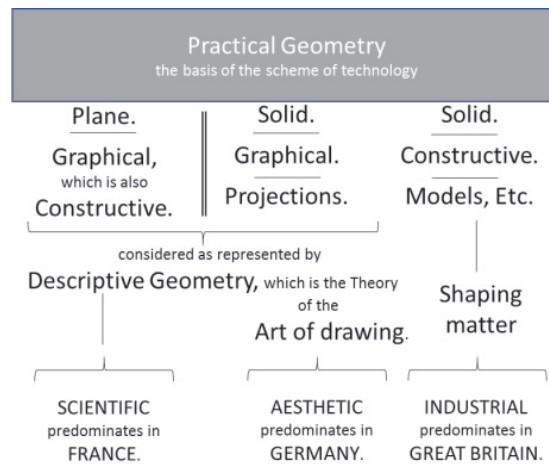 Practical Geometry
the basis of the scheme of technology
Plane.
Graphical,
which is also
Constructive.
Solid.
Graphical.
Projections.
Solid.
Constructive.
Models, Etc.
considered as represented by
Descriptive Geometry, which is the Theory
of the
Art of drawing.
Shaping
matter
SCIENTIFIC
predominates in
FRANCE.
AESTHETIC
predominates in
GERMANY.
INDUSTRIAL
predominates in
GREAT BRITAIN.